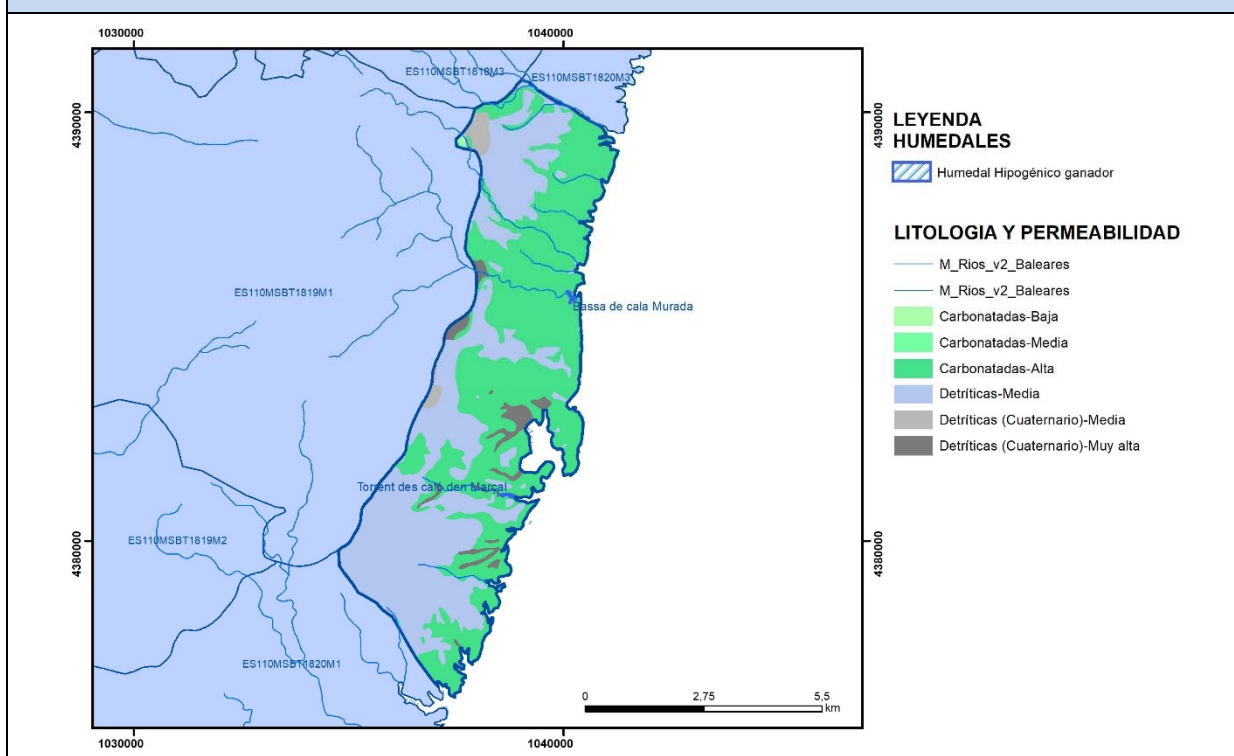 1030000
1040000
ES110MSBT1818M3
ES110MSBT1820M3
4390000
4390000
LEYENDA
HUMEDALES
Humedal Hipogénico ganador
LITOLOGIA Y PERMEABILIDAD
M_Rios_v2_Baleares
M_Rios_v2_Baleares
Carbonatadas-Baja
Carbonatadas-Media
Carbonatadas-Alta
Detríticas-Media
Detríticas (Cuaternario)-Media
Detríticas (Cuaternario)-Muy alta
ES110MSBT1819M1
Bassa de cala Murada
Torrent des caló den Marçal
ES110MSBT1819M2
4380000
4380000
ES110MSBT1820M1
0 2,75 5,5
km
1030000
1040000